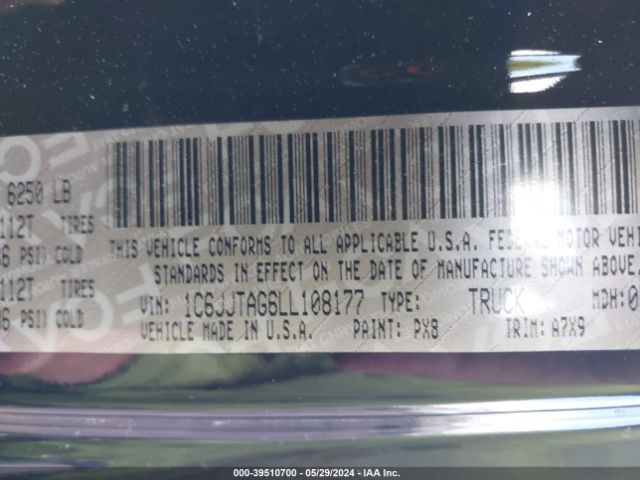 6250 LB
112T TIRES
6 PSI/ COLD
112T TIRES
6 PSI/ COLD
THIS VEHICLE CONFORMS TO ALL APPLICABLE U.S.A. FEDERAL MOTOR VEHI
STANDARDS IN EFFECT ON THE DATE OF MANUFACTURE SHOWN ABOVE.
VIN: 1C6JJTAG6LL108177 TYPE: TRUCK MDH:0
VEHICLE MADE IN U.S.A. PAINT: PX8 TRIM: A7X9
000-39510700 - 05/29/2024 - IAA Inc.